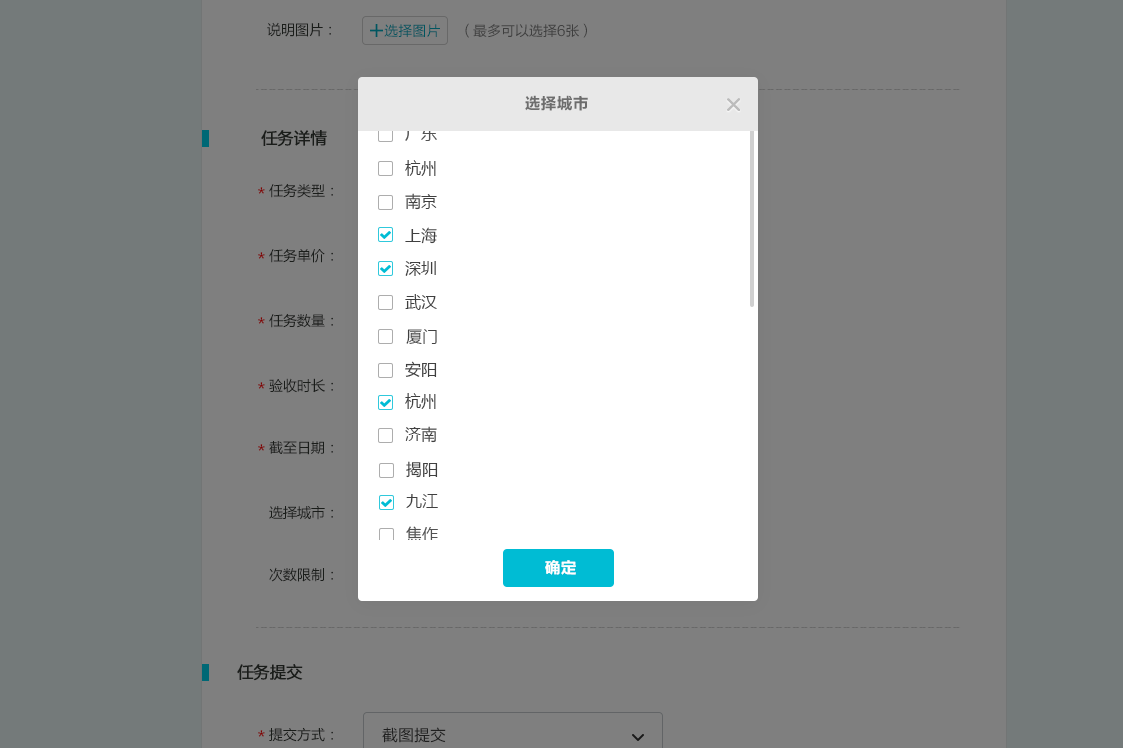 说明图片：
选择图片
（最多可以选择6张）
选择城市
广东
任务详情
杭州
* 任务类型：
南京
上海
* 任务单价：
深圳
武汉
* 任务数量：
厦门
安阳
* 验收时长：
杭州
济南
* 截至日期：
揭阳
九江
选择城市：
焦作
确定
次数限制：
任务提交
* 提交方式：
截图提交